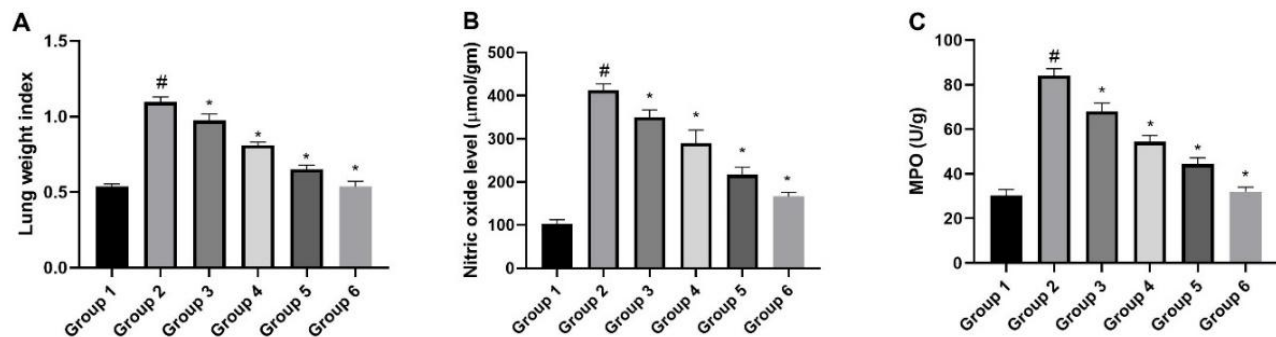 A
Lung weight index
1.5
1.0
0.5
0.0
#
*
*
*
*
Group 1
Group 2
Group 3
Group 4
Group 5
Group 6
B
Nitric oxide level (μmol/gm)
500
400
300
200
100
0
#
*
*
*
*
Group 1
Group 2
Group 3
Group 4
Group 5
Group 6
C
MPO (U/g)
100
80
60
40
20
0
#
*
*
*
*
Group 1
Group 2
Group 3
Group 4
Group 5
Group 6